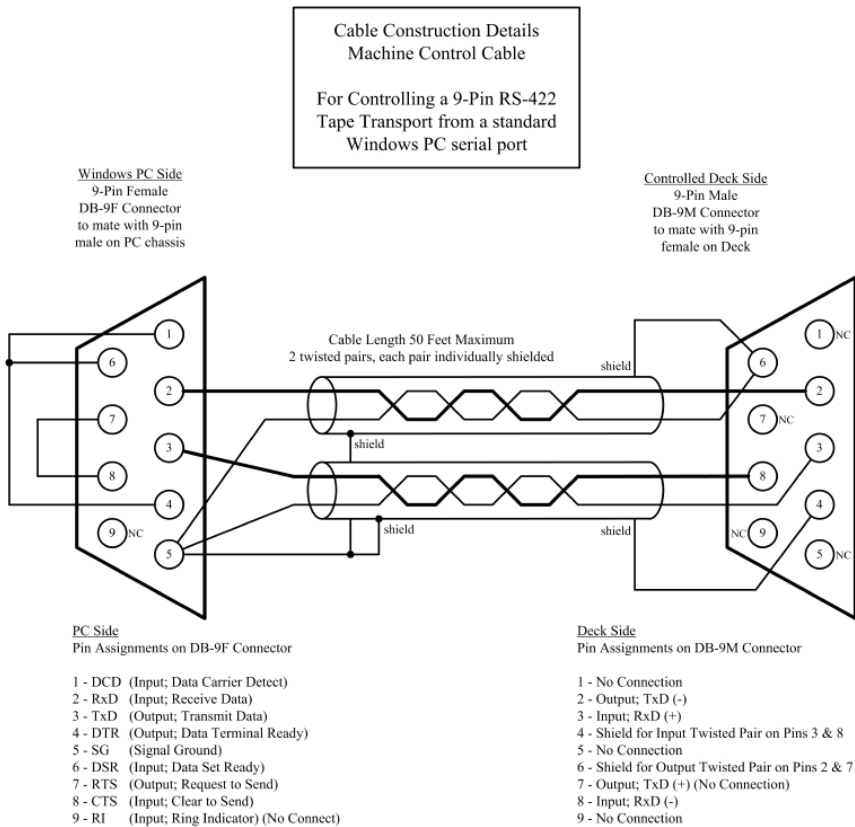 Cable Construction Details
Machine Control Cable
For Controlling a 9-Pin RS-422
Tape Transport from a standard
Windows PC serial port
Windows PC Side
9-Pin Female
DB-9F Connector
to mate with 9-pin
male on PC chassis
Controlled Deck Side
9-Pin Male
DB-9M Connector
to mate with 9-pin
female on Deck
Cable Length 50 Feet Maximum
2 twisted pairs, each pair individually shielded
shield
shield
shield
shield
1
6
2
7
3
8
4
9 NC
5
1 NC
6
2
7 NC
3
8
4
NC 9
5 NC
PC Side
Pin Assignments on DB-9F Connector
1 - DCD (Input; Data Carrier Detect)
2 - RxD (Input; Receive Data)
3 - TxD (Output; Transmit Data)
4 - DTR (Output; Data Terminal Ready)
5 - SG (Signal Ground)
6 - DSR (Input; Data Set Ready)
7 - RTS (Output; Request to Send)
8 - CTS (Input; Clear to Send)
9 - RI (Input; Ring Indicator) (No Connect)
Deck Side
Pin Assignments on DB-9M Connector
1 - No Connection
2 - Output; TxD (-)
3 - Input; RxD (+)
4 - Shield for Input Twisted Pair on Pins 3 & 8
5 - No Connection
6 - Shield for Output Twisted Pair on Pins 2 & 7
7 - Output; TxD (+) (No Connection)
8 - Input; RxD (-)
9 - No Connection